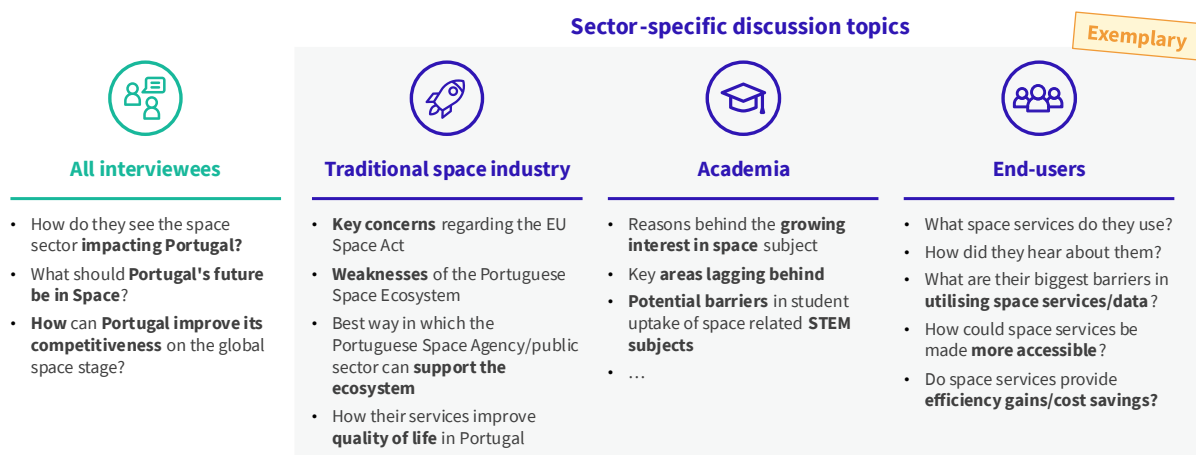 Sector-specific discussion topics
Exemplary
All interviewees
• How do they see the space
sector impacting Portugal?
• What should Portugal's future
be in Space?
• How can Portugal improve its
competitiveness on the global
space stage?
Traditional space industry
• Key concerns regarding the EU
Space Act
• Weaknesses of the Portuguese
Space Ecosystem
• Best way in which the
Portuguese Space Agency/public
sector can support the
ecosystem
• How their services improve
quality of life in Portugal
Academia
• Reasons behind the growing
interest in space subject
• Key areas lagging behind
• Potential barriers in student
uptake of space related STEM
subjects
• …
End-users
• What space services do they use?
• How did they hear about them?
• What are their biggest barriers in
utilising space services/data?
• How could space services be
made more accessible?
• Do space services provide
efficiency gains/cost savings?